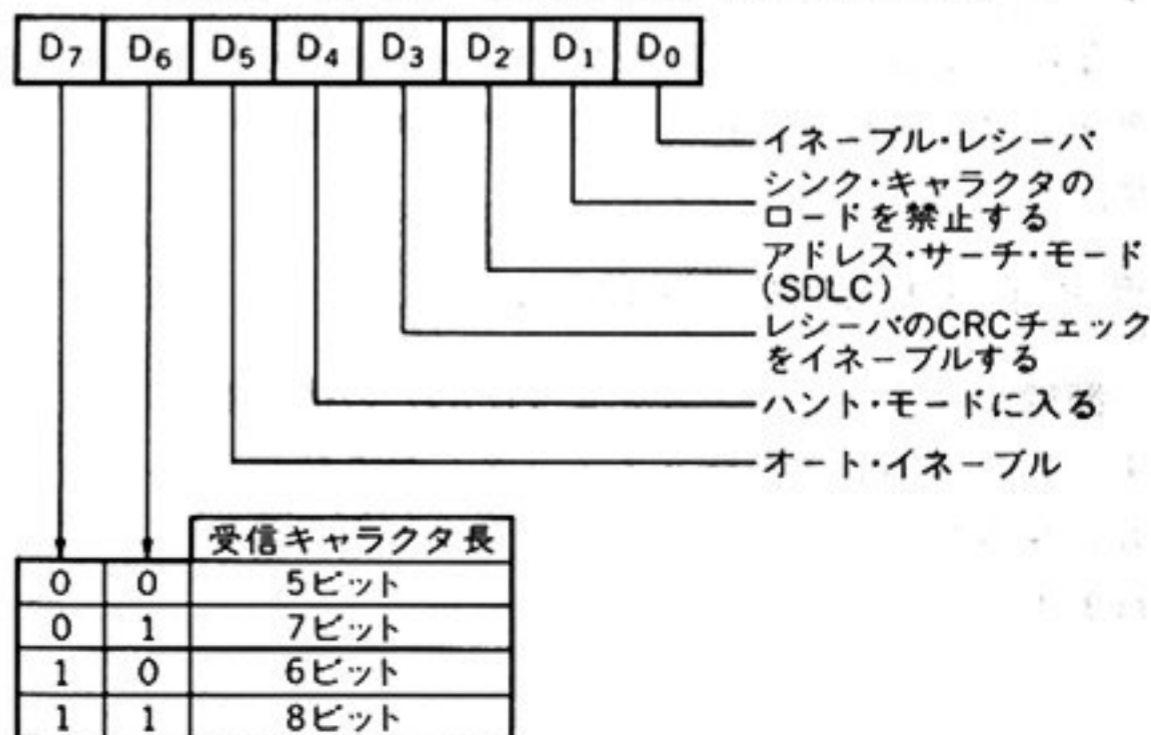 D7 D6 D5 D4 D3 D2 D1 D0
イネーブル・レシーバ
シンク・キャラクタの
ロードを禁止する
アドレス・サーチ・モード
(SDLC)
レシーバのCRCチェック
をイネーブルする
ハント・モードに入る
オート・イネーブル
受信キャラクタ長
0 0 5ビット
0 1 7ビット
1 0 6ビット
1 1 8ビット